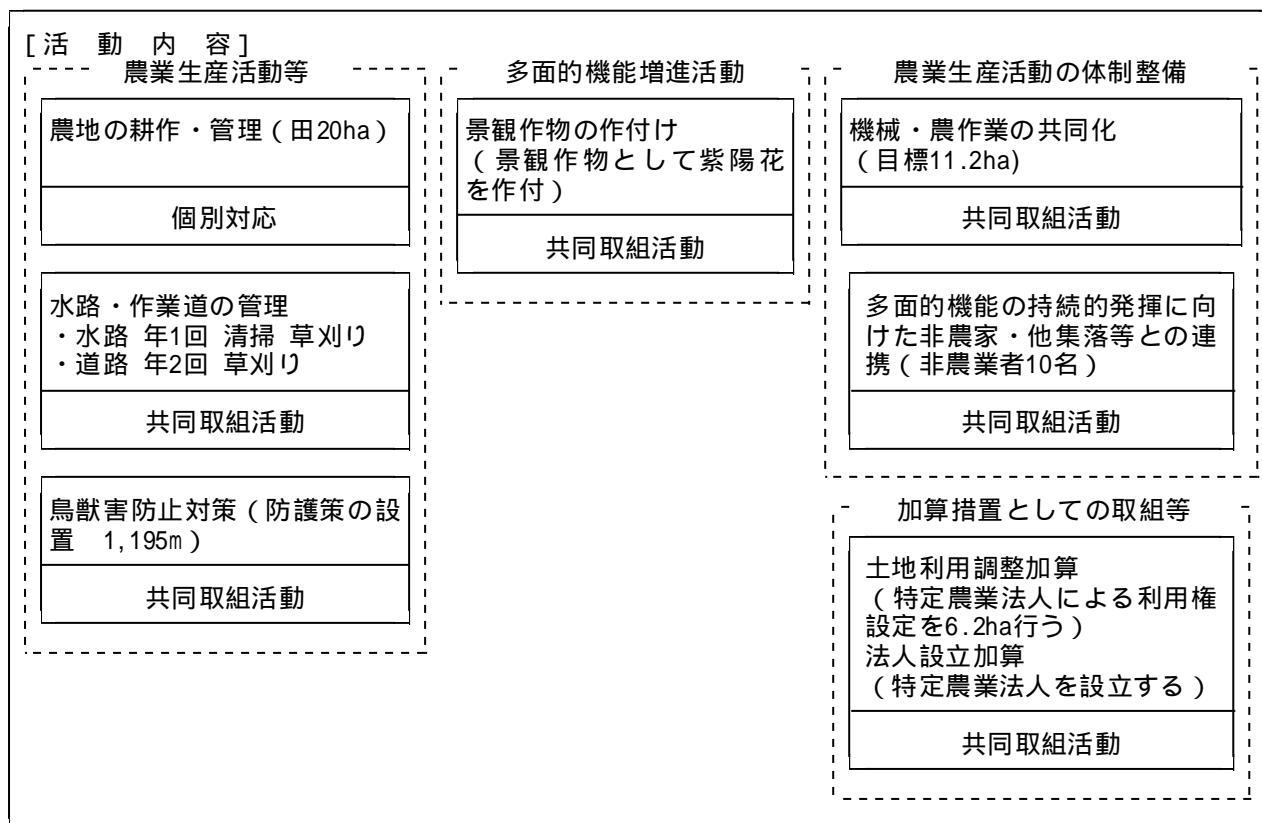 [活 動 内 容]
農業生産活動等
農地の耕作・管理(田20ha)
個別対応
水路・作業道の管理
・水路 年1回 清掃 草刈り
・道路 年2回 草刈り
共同取組活動
鳥獣害防止対策(防護策の設
置 1,195m)
共同取組活動
多面的機能増進活動
景観作物の作付け
(景観作物として紫陽花
を作付)
共同取組活動
農業生産活動の体制整備
機械・農作業の共同化
(目標11.2ha)
共同取組活動
多面的機能の持続的発揮に向
けた非農家・他集落等との連
携(非農業者10名)
共同取組活動
加算措置としての取組等
土地利用調整加算
(特定農業法人による利用権
設定を6.2ha行う)
法人設立加算
(特定農業法人を設立する)
共同取組活動